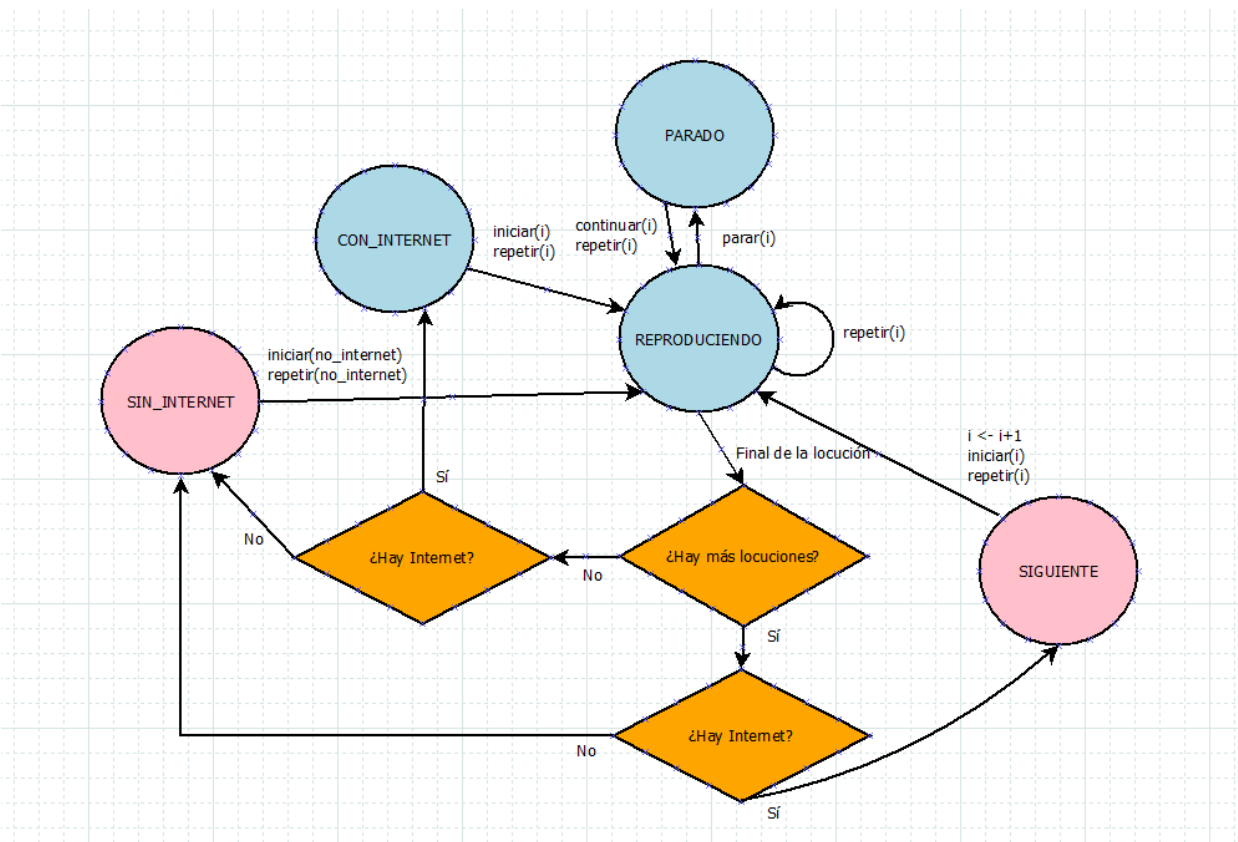 PARADO
CON_INTERNET
iniciar(i)
repetir(i)
continuar(i)
repetir(i)
parar(i)
REPRODUCIENDO
repetir(i)
iniciar(no_internet)
repetir(no_internet)
SIN_INTERNET
Final de la locución
i <- i+1
iniciar(i)
repetir(i)
Sí
No
¿Hay Internet?
No
¿Hay más locuciones?
SIGUIENTE
Sí
¿Hay Internet?
No
Sí